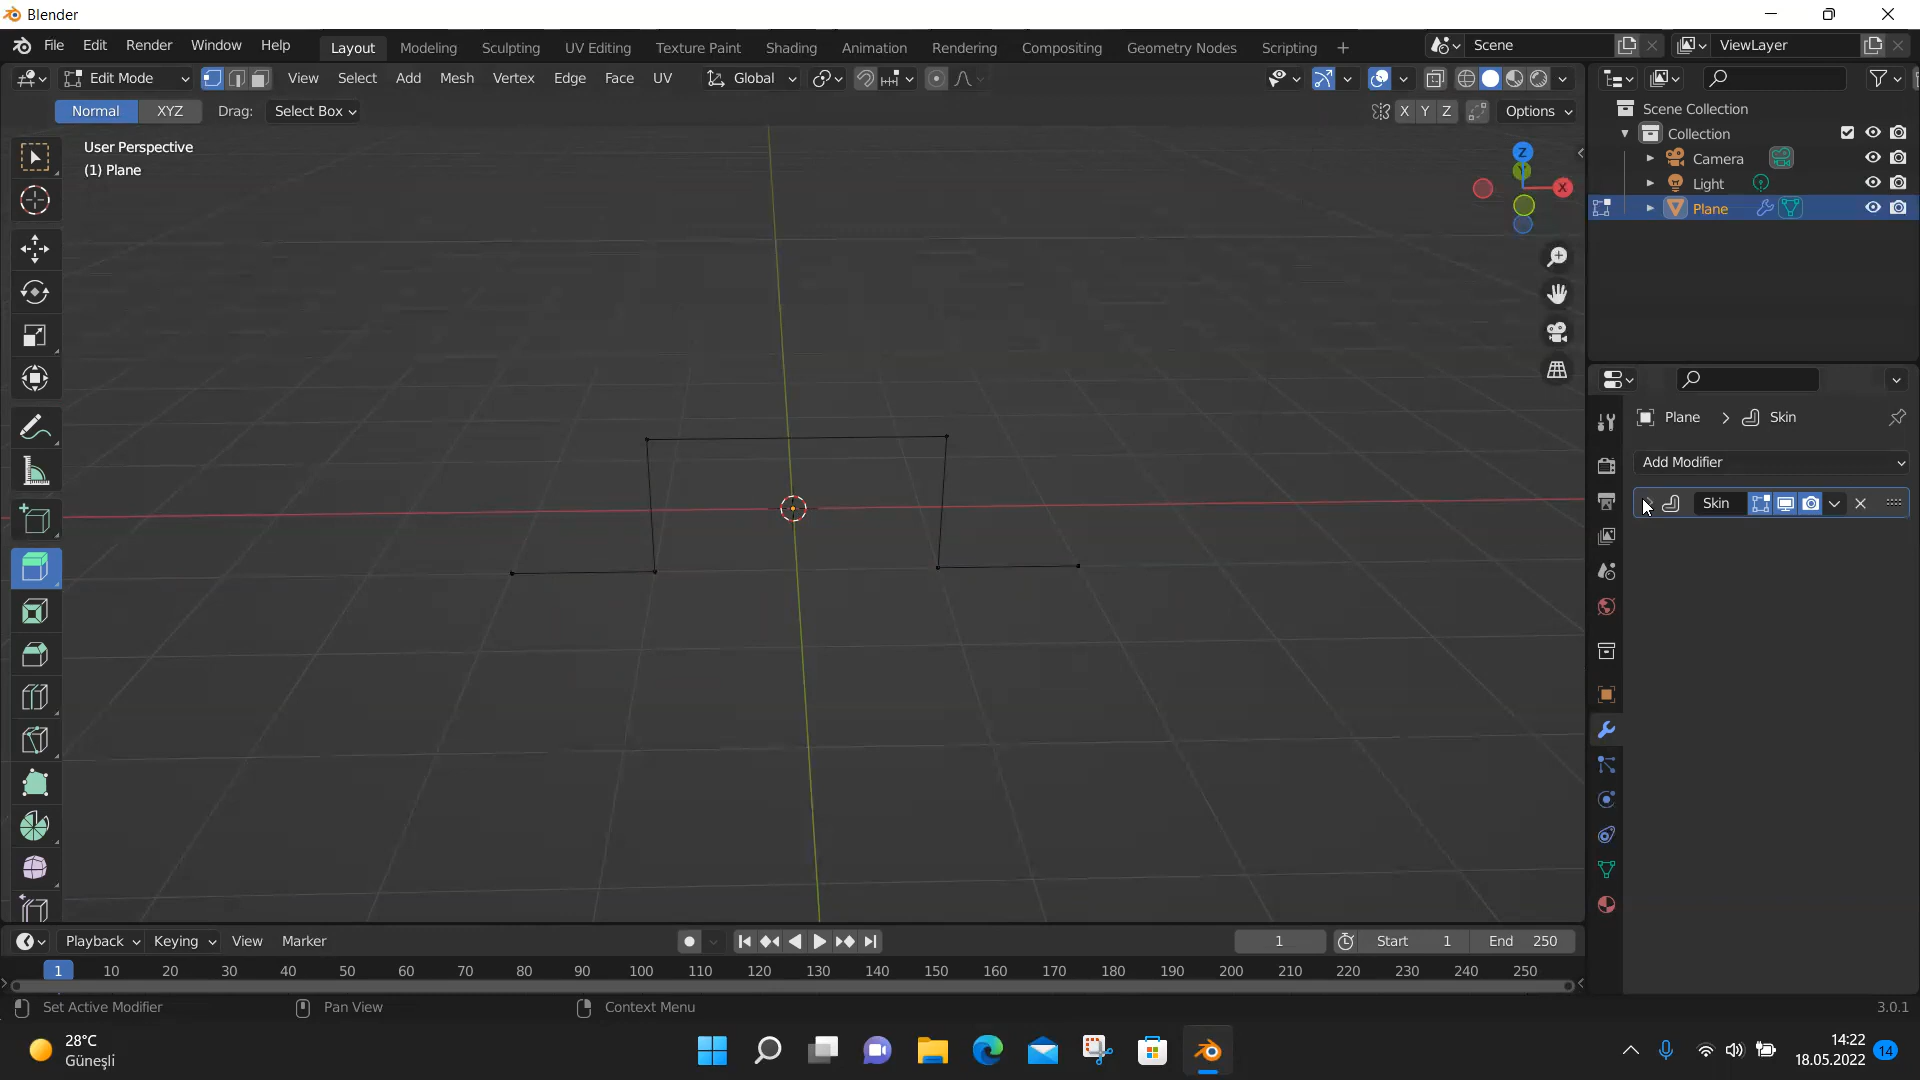 Blender
File Edit Render Window Help Layout Modeling Sculpting UV Editing Texture Paint Shading Animation Rendering Compositing Geometry Nodes Scripting + Scene ViewLayer
Edit Mode View Select Add Mesh Vertex Edge Face UV Global
Normal XYZ Drag: Select Box X Y Z Options
User Perspective
(1) Plane
Z
Y
X
Scene Collection
Collection
Camera
Light
Plane
Plane > Skin
Add Modifier
Skin
Playback Keying View Marker 1 Start 1 End 250
1 10 20 30 40 50 60 70 80 90 100 110 120 130 140 150 160 170 180 190 200 210 220 230 240 250
Set Active Modifier Pan View Context Menu 3.0.1
28°C
Güneşli
14:22
18.05.2022
14